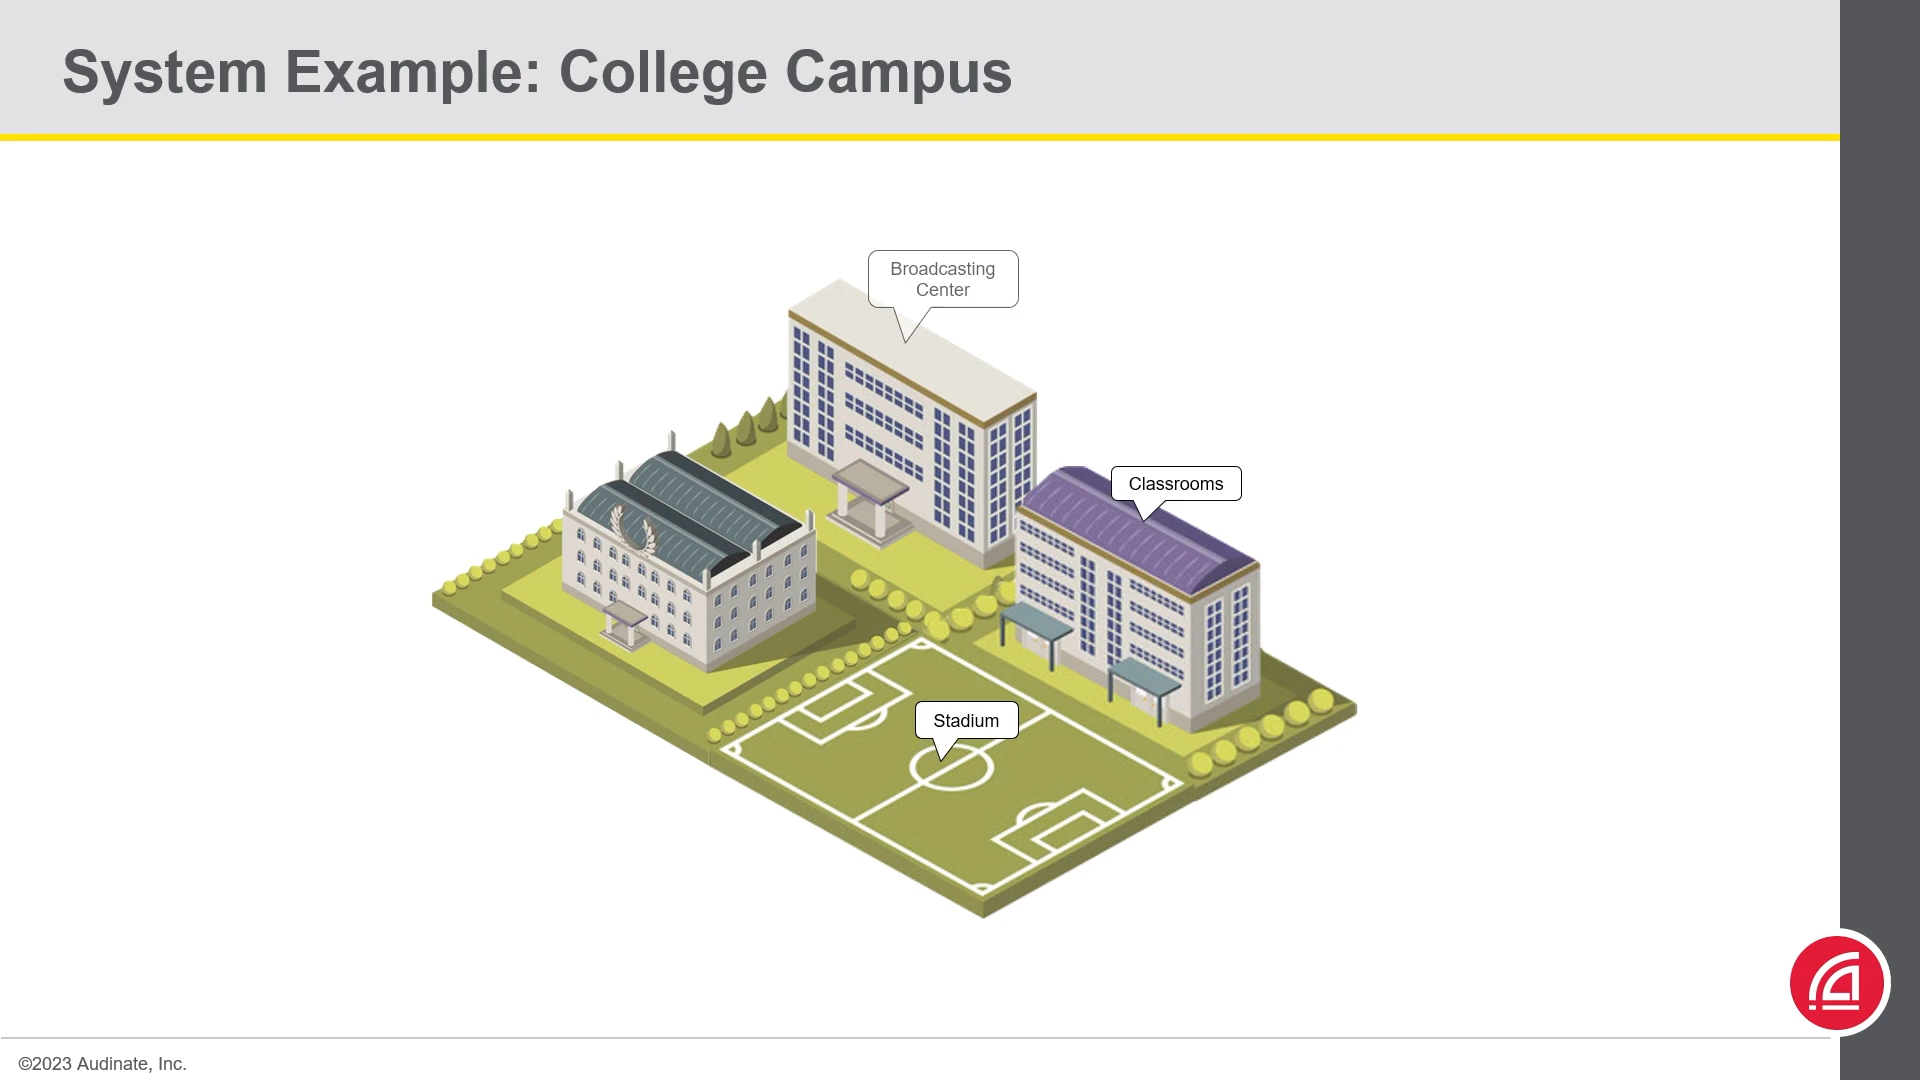 System Example: College Campus
Broadcasting
Center
Classrooms
Stadium
©2023 Audinate, Inc.